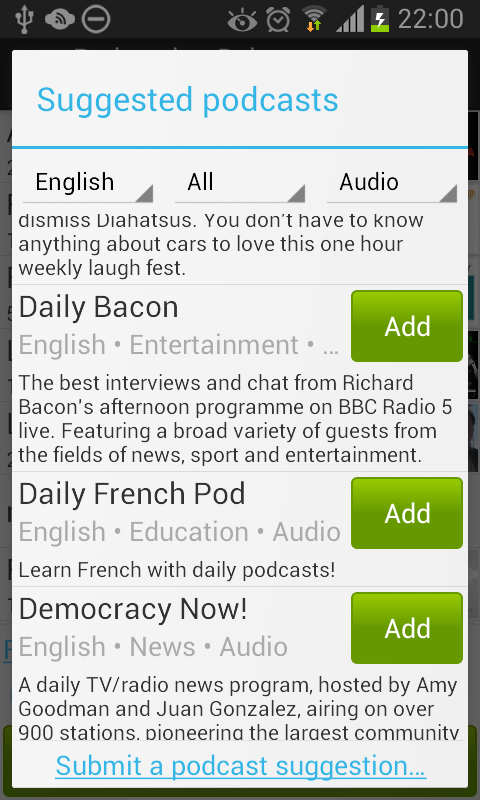 22:00
Suggested podcasts
English All Audio
dismiss Diahatsus. You don't have to know
anything about cars to love this one hour
weekly laugh fest.
Daily Bacon
Add
English • Entertainment • ...
The best interviews and chat from Richard
Bacon's afternoon programme on BBC Radio 5
live. Featuring a broad variety of guests from
the fields of news, sport and entertainment.
Daily French Pod
Add
English • Education • Audio
Learn French with daily podcasts!
Democracy Now!
Add
English • News • Audio
A daily TV/radio news program, hosted by Amy
Goodman and Juan Gonzalez, airing on over
900 stations, pioneering the largest community
Submit a podcast suggestion...